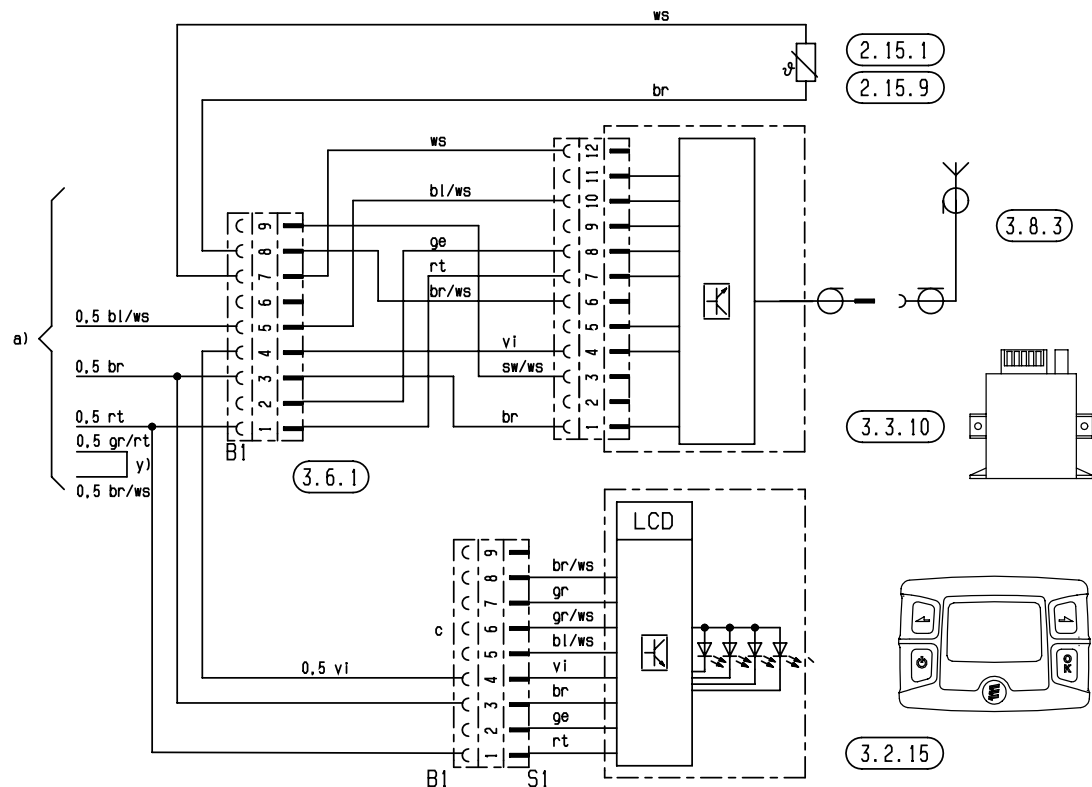 ws
2.15.1
2.15.9
br
ws
12
11
bl/ws
10
3.8.3
9
9
ge
8
8
rt
7
7
br/ws
6
6
0,5 bl/ws
5
5
a)
vi
4
4
0,5 br
sw/ws
3
3
2
2
0,5 rt
br
3.3.10
1
1
0,5 gr/rt
y)
B1
0,5 br/ws
3.6.1
LCD
9
br/ws
8
gr
7
gr/ws
c
6
bl/ws
5
0,5 vi
vi
4
OK
br
3
ge
2
rt
1
3.2.15
B1
S1